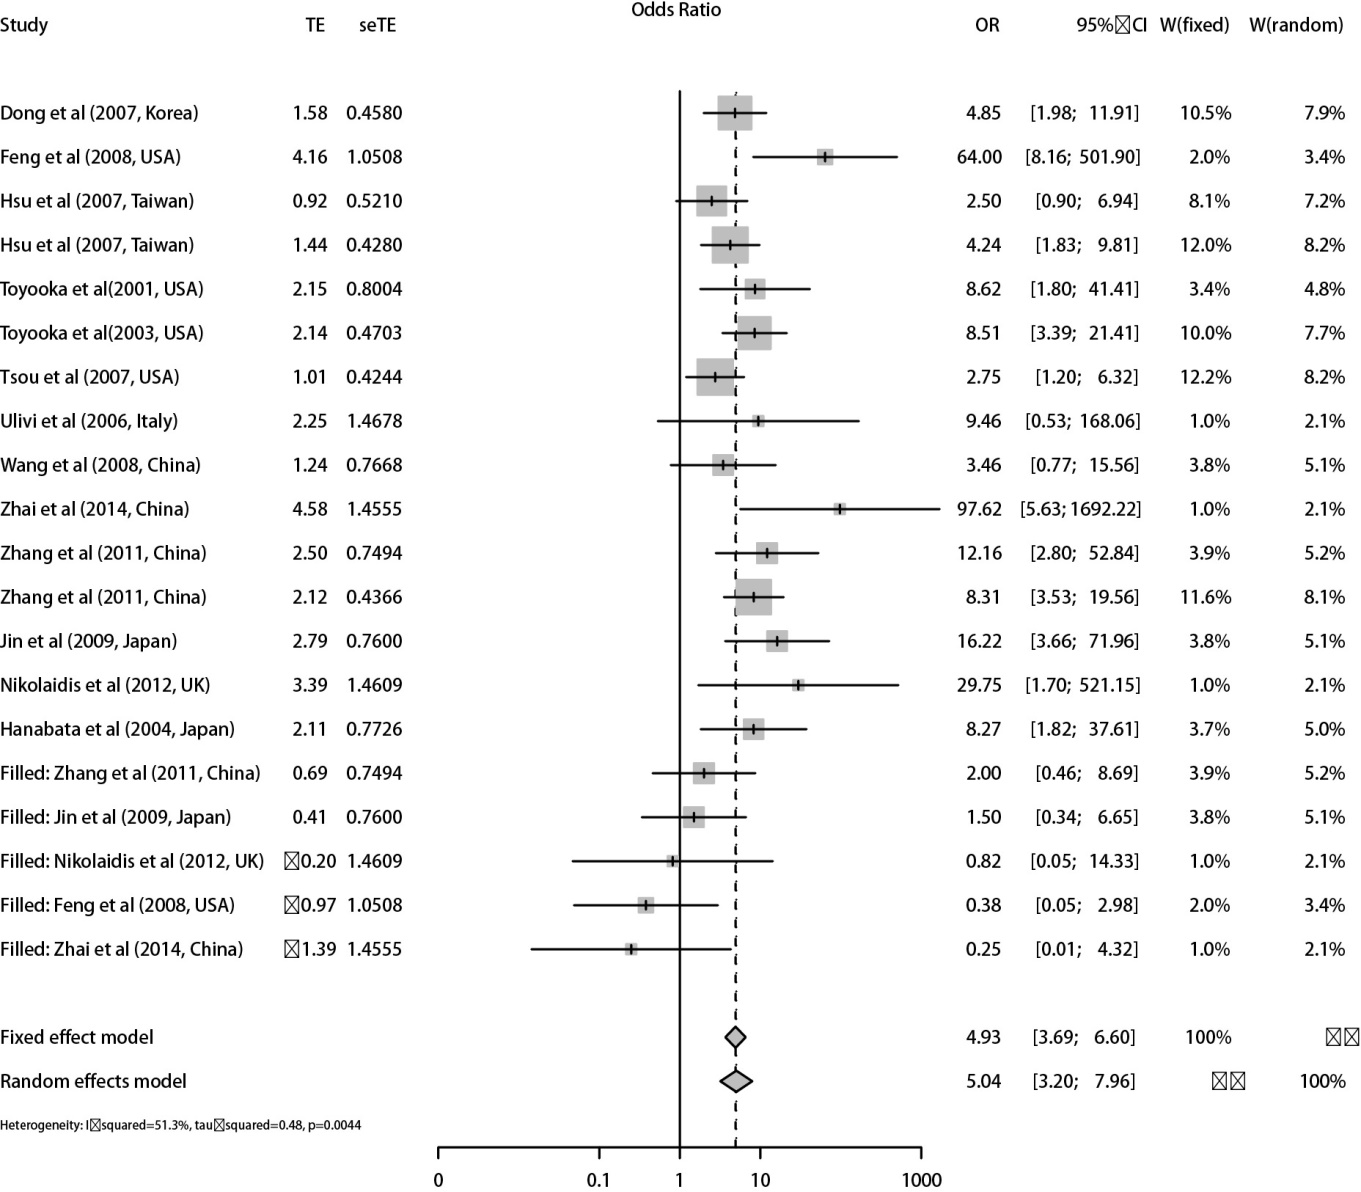 Odds Ratio
Study TE seTE OR 95% CI W(fixed) W(random)
Dong et al (2007, Korea) 1.58 0.4580 4.85 [1.98; 11.91] 10.5% 7.9%
Feng et al (2008, USA) 4.16 1.0508 64.00 [8.16; 501.90] 2.0% 3.4%
Hsu et al (2007, Taiwan) 0.92 0.5210 2.50 [0.90; 6.94] 8.1% 7.2%
Hsu et al (2007, Taiwan) 1.44 0.4280 4.24 [1.83; 9.81] 12.0% 8.2%
Toyooka et al(2001, USA) 2.15 0.8004 8.62 [1.80; 41.41] 3.4% 4.8%
Toyooka et al(2003, USA) 2.14 0.4703 8.51 [3.39; 21.41] 10.0% 7.7%
Tsou et al (2007, USA) 1.01 0.4244 2.75 [1.20; 6.32] 12.2% 8.2%
Ulivi et al (2006, Italy) 2.25 1.4678 9.46 [0.53; 168.06] 1.0% 2.1%
Wang et al (2008, China) 1.24 0.7668 3.46 [0.77; 15.56] 3.8% 5.1%
Zhai et al (2014, China) 4.58 1.4555 97.62 [5.63; 1692.22] 1.0% 2.1%
Zhang et al (2011, China) 2.50 0.7494 12.16 [2.80; 52.84] 3.9% 5.2%
Zhang et al (2011, China) 2.12 0.4366 8.31 [3.53; 19.56] 11.6% 8.1%
Jin et al (2009, Japan) 2.79 0.7600 16.22 [3.66; 71.96] 3.8% 5.1%
Nikolaidis et al (2012, UK) 3.39 1.4609 29.75 [1.70; 521.15] 1.0% 2.1%
Hanabata et al (2004, Japan) 2.11 0.7726 8.27 [1.82; 37.61] 3.7% 5.0%
Filled: Zhang et al (2011, China) 0.69 0.7494 2.00 [0.46; 8.69] 3.9% 5.2%
Filled: Jin et al (2009, Japan) 0.41 0.7600 1.50 [0.34; 6.65] 3.8% 5.1%
Filled: Nikolaidis et al (2012, UK) 0.20 1.4609 0.82 [0.05; 14.33] 1.0% 2.1%
Filled: Feng et al (2008, USA) 0.97 1.0508 0.38 [0.05; 2.98] 2.0% 3.4%
Filled: Zhai et al (2014, China) 1.39 1.4555 0.25 [0.01; 4.32] 1.0% 2.1%
Fixed effect model 4.93 [3.69; 6.60] 100%
Random effects model 5.04 [3.20; 7.96] 100%
Heterogeneity: I squared=51.3%, tau squared=0.48, p=0.0044
0 0.1 1 10 1000